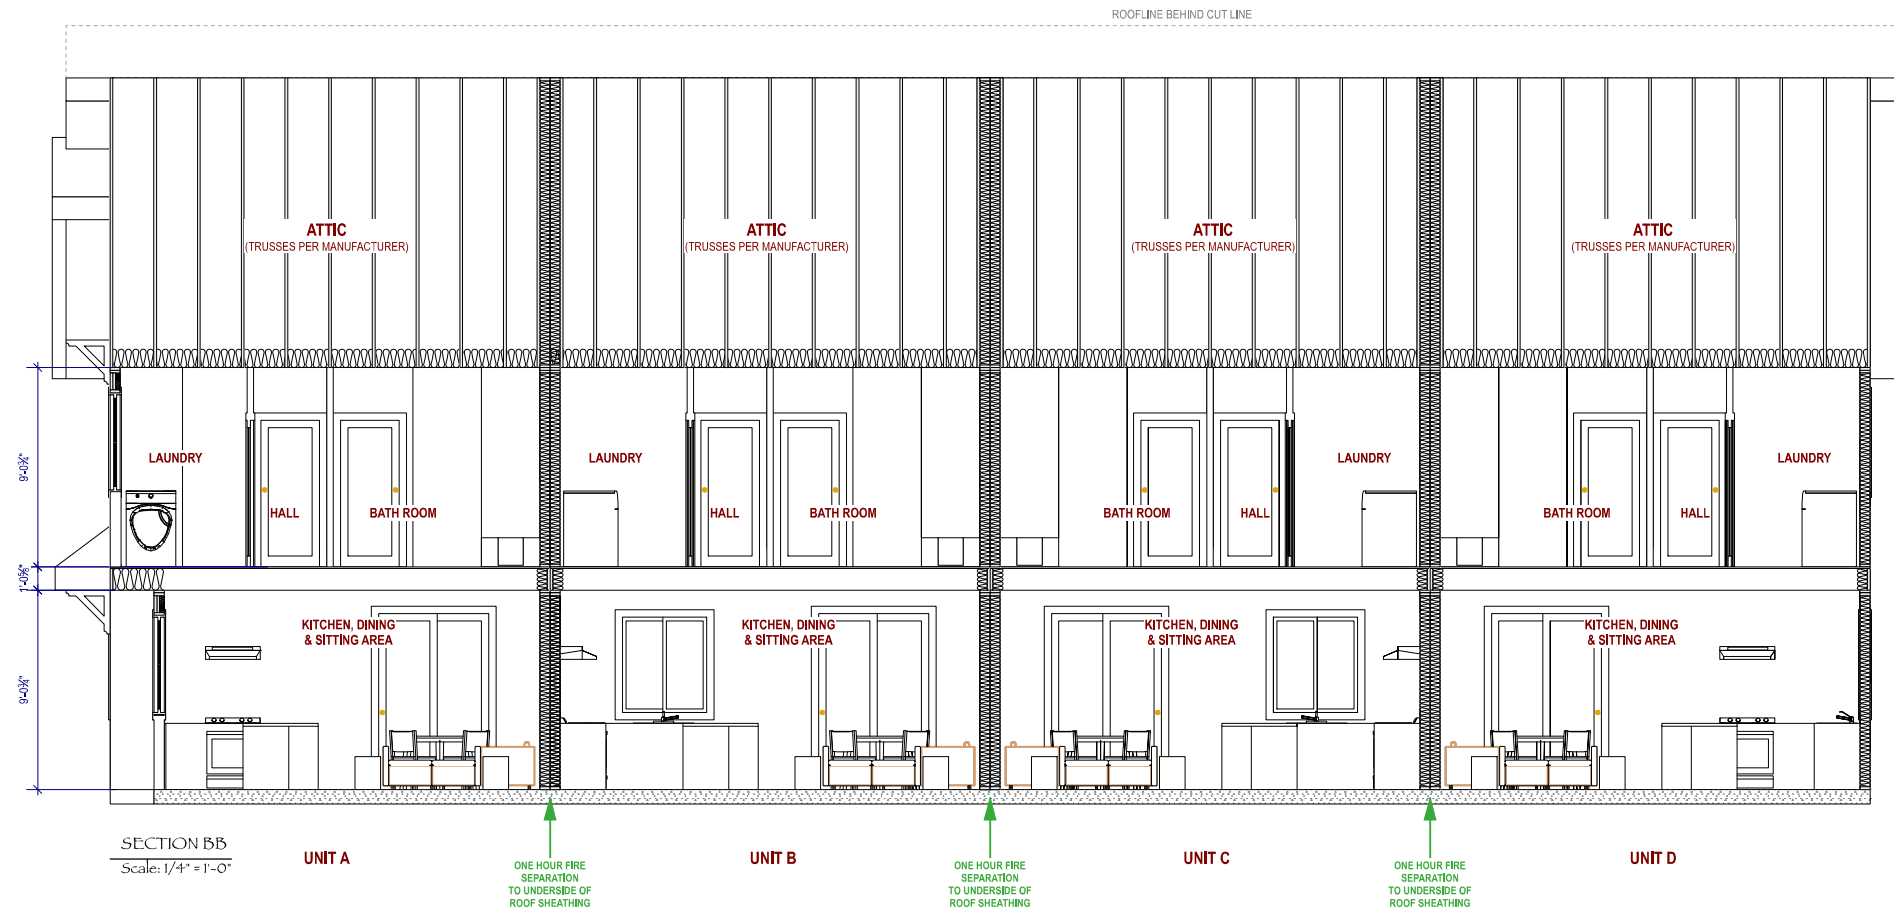 ROOFLINE BEHIND CUT LINE
ATTIC
(TRUSSES PER MANUFACTURER)
ATTIC
(TRUSSES PER MANUFACTURER)
ATTIC
(TRUSSES PER MANUFACTURER)
ATTIC
(TRUSSES PER MANUFACTURER)
9'-0¾"
LAUNDRY
HALL
BATH ROOM
LAUNDRY
HALL
BATH ROOM
BATH ROOM
HALL
LAUNDRY
BATH ROOM
HALL
LAUNDRY
1'-0⅝"
9'-0¾"
KITCHEN, DINING
& SITTING AREA
KITCHEN, DINING
& SITTING AREA
KITCHEN, DINING
& SITTING AREA
KITCHEN, DINING
& SITTING AREA
SECTION BB
Scale: 1/4" = 1'-0"
UNIT A
ONE HOUR FIRE
SEPARATION
TO UNDERSIDE OF
ROOF SHEATHING
UNIT B
ONE HOUR FIRE
SEPARATION
TO UNDERSIDE OF
ROOF SHEATHING
UNIT C
ONE HOUR FIRE
SEPARATION
TO UNDERSIDE OF
ROOF SHEATHING
UNIT D